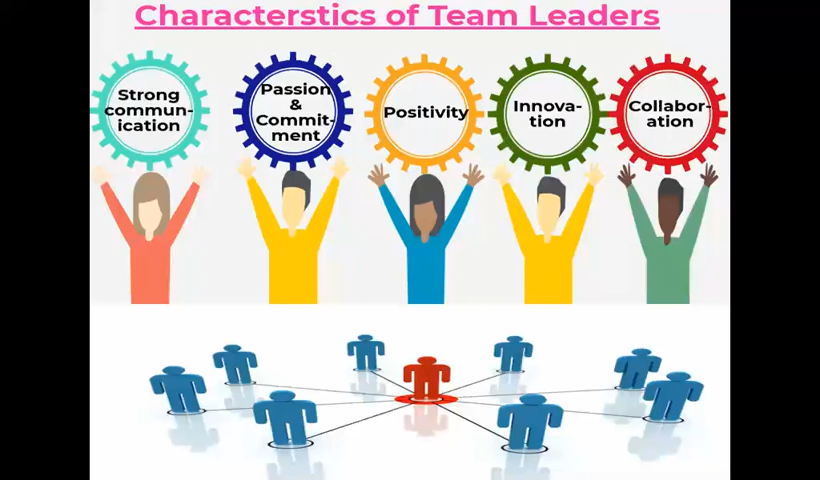 Characterstics of Team Leaders
Strong
commun-
ication
Passion
&
Commit-
ment
Positivity
Innova-
tion
Collabor-
ation